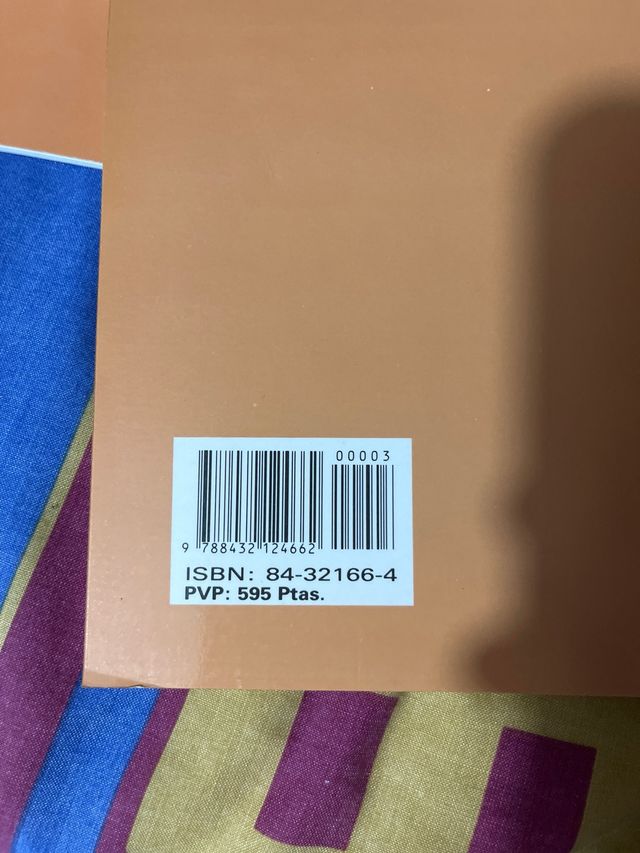 00003
9 788432 124662
ISBN: 84-32166-4
PVP: 595 Ptas.